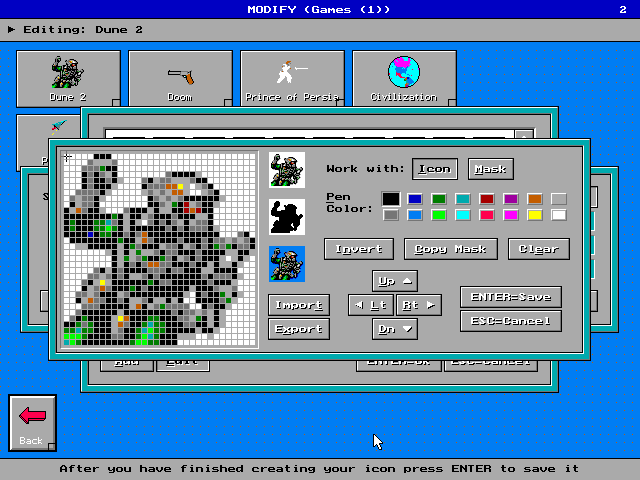 MODIFY (Games (1))
2
Editing: Dune 2
Dune 2
Doom
Prince of Persia
Civilization
Work with:
Icon
Mask
Pen
Color:
Invert
Copy Mask
Clear
Up
Lt
Rt
Dn
Import
Export
ENTER=Save
ESC=Cancel
Add
Edit
ENTER=Ok
ESC=Cancel
Back
After you have finished creating your icon press ENTER to save it